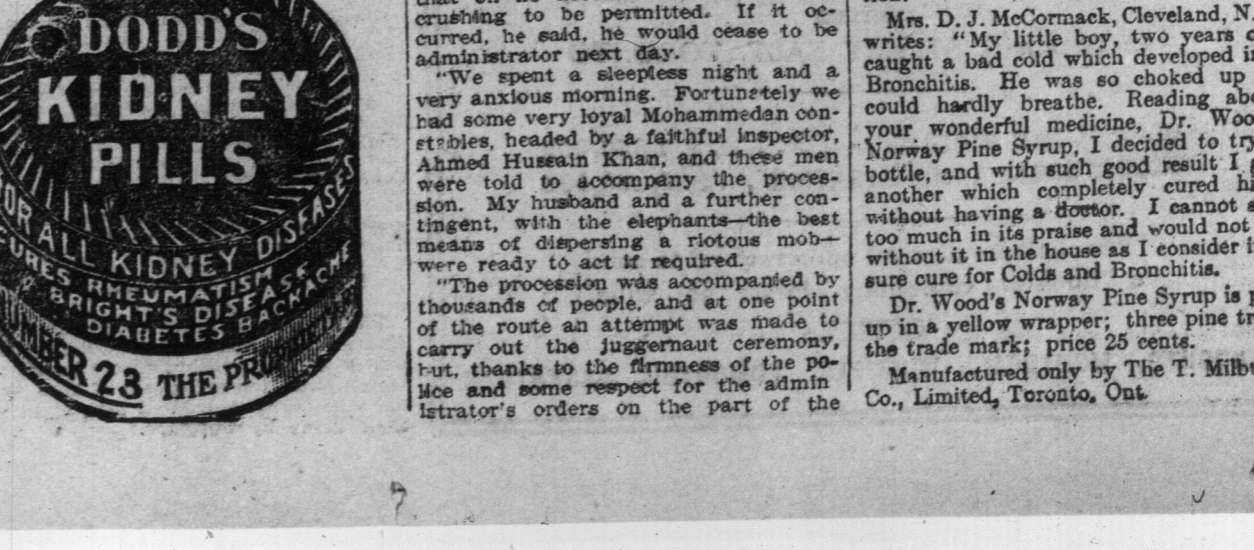 DODD'S
KIDNEY
PILLS
FOR ALL KIDNEY DISEASES
CURES RHEUMATISM
BRIGHT'S DISEASE
DIABETES BACKACHE
NUMBER 23 THE
crushing to be permitted. If it oc-
curred, he said, he would cease to be
administrator next day.
"We spent a sleepless night and a
very anxious morning. Fortunately we
had some very loyal Mohammedan con-
stables, headed by a faithful inspector,
Ahmed Hussain Khan, and these men
were told to accompany the proces-
sion. My husband and a further con-
tingent, with the elephants—the best
means of dispersing a riotous mob—
were ready to act if required.
"The procession was accompanied by
thousands of people, and at one point
of the route an attempt was made to
carry out the juggernaut ceremony,
but, thanks to the firmness of the po-
lice and some respect for the admin
istrator's orders on the part of the
Mrs. D. J. McCormack, Cleveland, N.
writes: "My little boy, two years
caught a bad cold which developed
Bronchitis. He was so choked up
could hardly breathe. Reading
your wonderful medicine, Dr.
Norway Pine Syrup, I decided to try
bottle, and with such good result I
another which completely cured
without having a doctor. I cannot
too much in its praise and would not
without it in the house as I consider
sure cure for Colds and Bronchitis.
Dr. Wood's Norway Pine Syrup is
up in a yellow wrapper; three pine
the trade mark; price 25 cents.
Manufactured only by The T.
Co., Limited, Toronto, Ont.